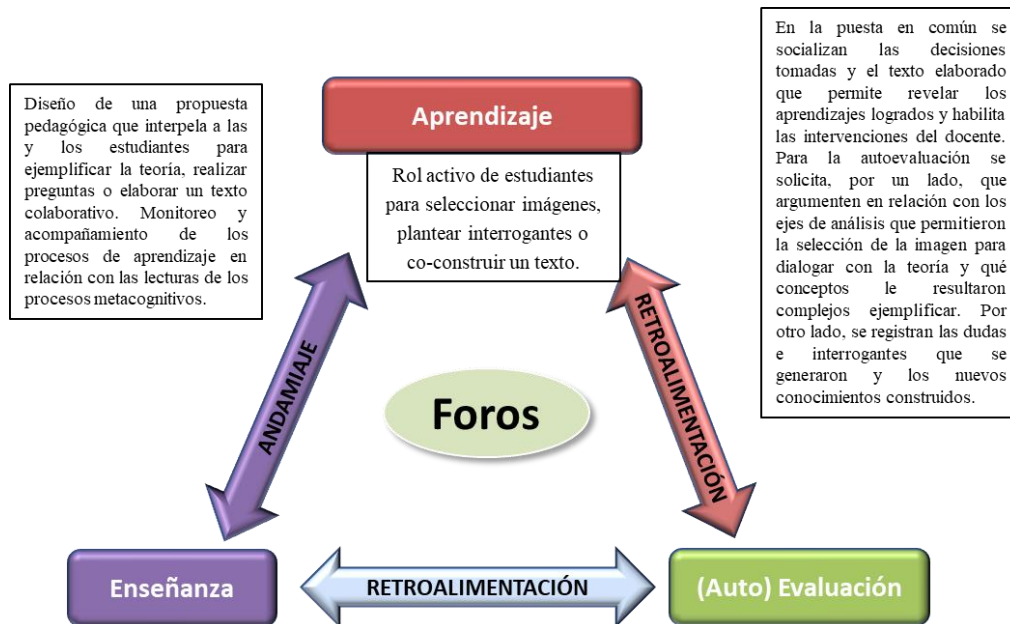 Diseño de una propuesta
pedagógica que interpela a las
y los estudiantes para
ejemplificar la teoría, realizar
preguntas o elaborar un texto
colaborativo. Monitoreo y
acompañamiento de los
procesos de aprendizaje en
relación con las lecturas de los
procesos metacognitivos.
Aprendizaje
Rol activo de estudiantes
para seleccionar imágenes,
plantear interrogantes o
co-construir un texto.
En la puesta en común se
socializan las decisiones
tomadas y el texto elaborado
que permite revelar los
aprendizajes logrados y habilita
las intervenciones del docente.
Para la autoevaluación se
solicita, por un lado, que
argumenten en relación con los
ejes de análisis que permitieron
la selección de la imagen para
dialogar con la teoría y qué
conceptos le resultaron
complejos ejemplificar. Por
otro lado, se registran las dudas
e interrogantes que se
generaron y los nuevos
conocimientos construidos.
ANDAMIAJE
Foros
RETROALIMENTACIÓN
Enseñanza
RETROALIMENTACIÓN
(Auto) Evaluación